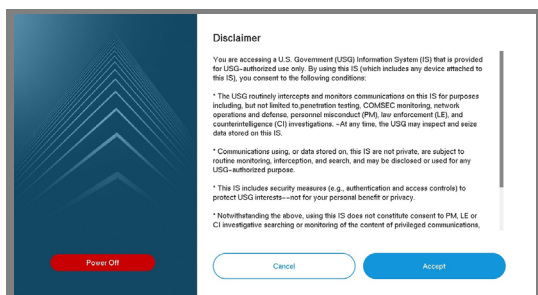 Disclaimer
You are accessing a U.S. Government (USG) Information System (IS) that is provided
for USG-authorized use only. By using this IS (which includes any device attached to
this IS), you consent to the following conditions:
* The USG routinely intercepts and monitors communications on this IS for purposes
including, but not limited to,penetration testing, COMSEC monitoring, network
operations and defense, personnel misconduct (PM), law enforcement (LE), and
counterintelligence (CI) investigations. -At any time, the USG may inspect and seize
data stored on this IS.
* Communications using, or data stored on, this IS are not private, are subject to
routine monitoring, interception, and search, and may be disclosed or used for any
USG-authorized purpose.
* This IS includes security measures (e.g., authentication and access controls) to
protect USG interests--not for your personal benefit or privacy.
* Notwithstanding the above, using this IS does not constitute consent to PM, LE or
CI investigative searching or monitoring of the content of privileged communications,
Power Off
Cancel
Accept